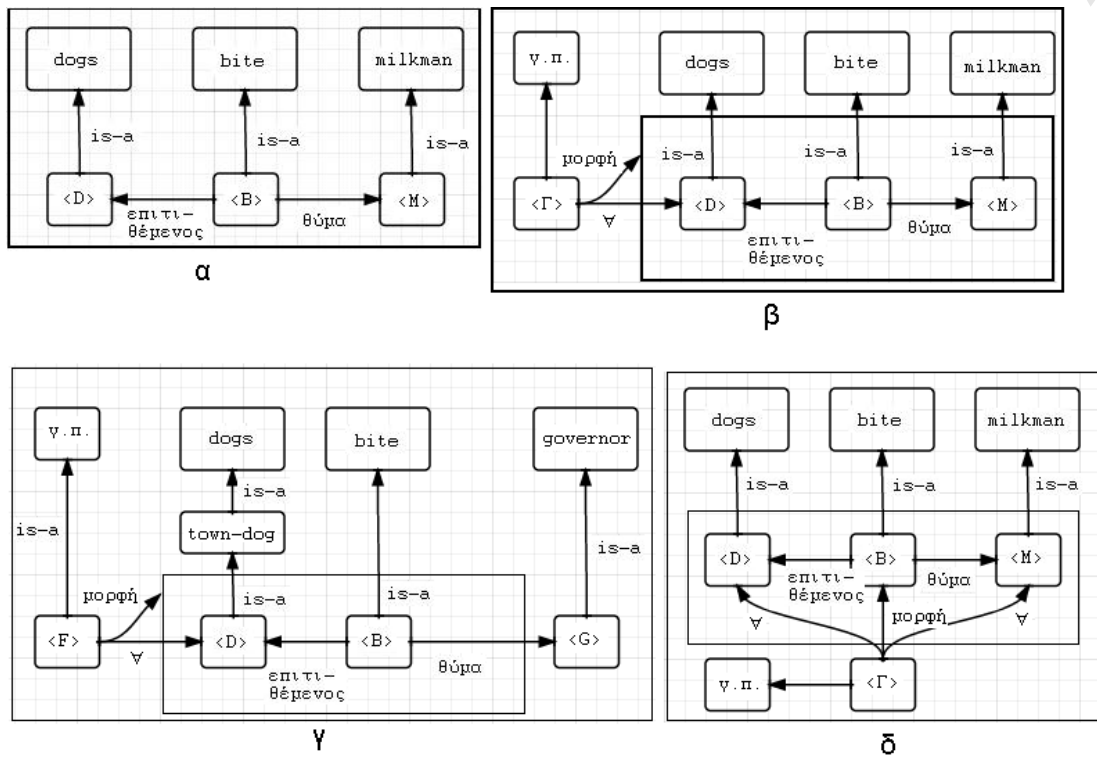 dogs bite milkman
is-a is-a is-a
<D> <B> <M>
επιτι-
θέμενος
θύμα
α
γ.π. dogs bite milkman
μορφή is-a is-a is-a
<Γ> <D> <B> <M>
∀
επιτι-
θέμενος
θύμα
β
γ.π. dogs bite governor
is-a
is-a town-dog is-a
μορφή is-a is-a
<F> <D> <B> <G>
∀
επιτι-
θέμενος
θύμα
γ
dogs bite milkman
is-a is-a is-a
<D> <B> <M>
επιτι-
θέμενος
θύμα
∀ μορφή ∀
γ.π. <Γ>
δ